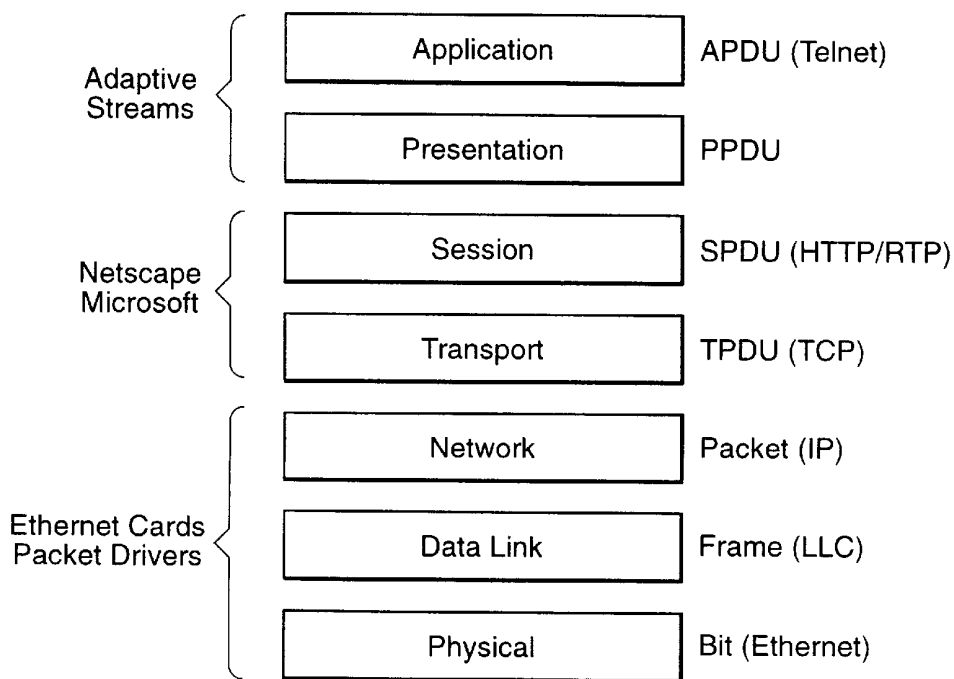 Application
APDU (Telnet)
Adaptive
Streams
Presentation
PPDU
Session
SPDU (HTTP/RTP)
Netscape
Microsoft
Transport
TPDU (TCP)
Network
Packet (IP)
Ethernet Cards
Packet Drivers
Data Link
Frame (LLC)
Physical
Bit (Ethernet)